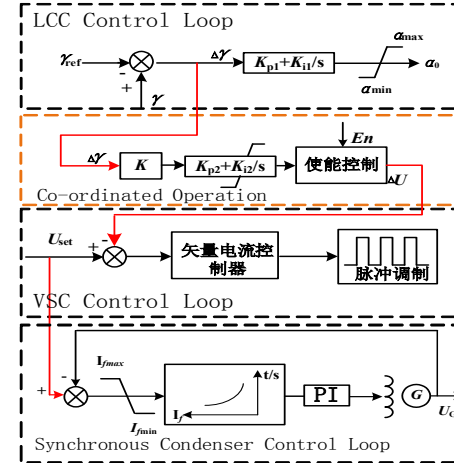 LCC Control Loop
γref
-
+
γ
Δγ
Kp1+Ki1/s
αmax
αmin
α0
Δγ
K
Kp2+Ki2/s
En
使能控制
ΔU
Co-ordinated Operation
Uset
+
-
矢量电流控
制器
脉冲调制
VSC Control Loop
-
+
Ifmax
Ifmin
t/s
If
PI
G
Synchronous Condenser Control Loop